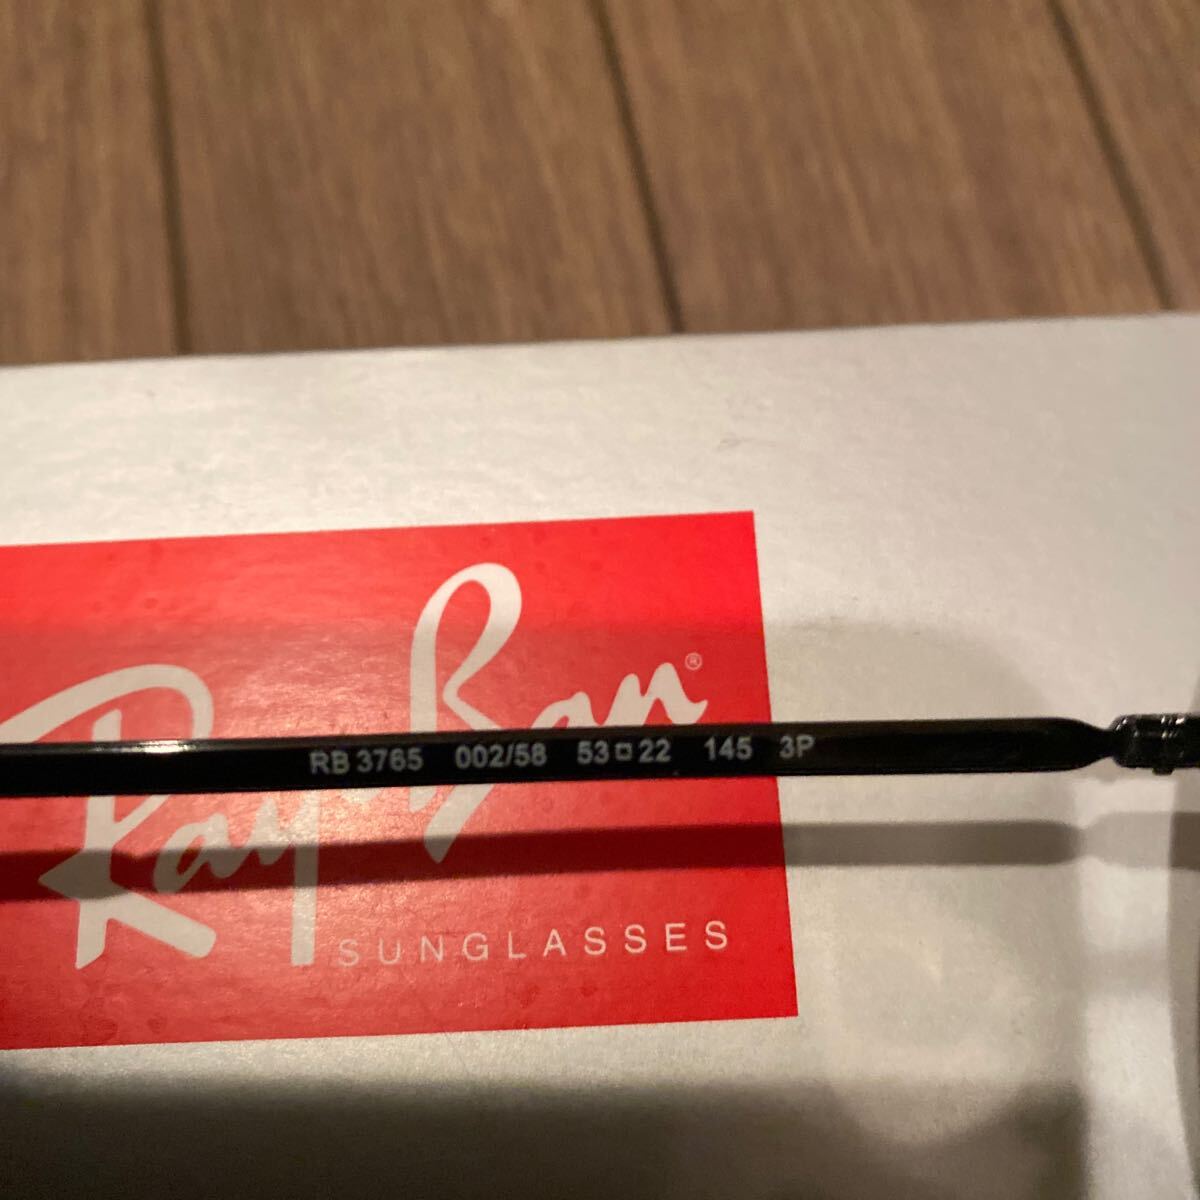 Ray-Ban®
RB 3765 002/58 53□22 145 3P
SUNGLASSES